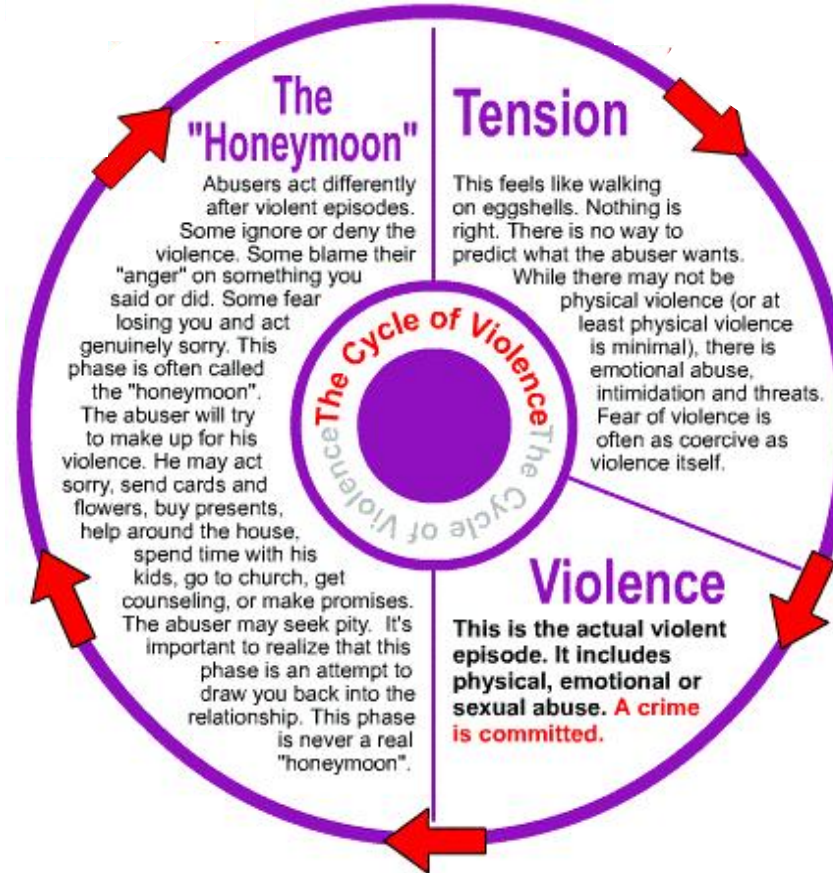 The
"Honeymoon"
Abusers act differently
after violent episodes.
Some ignore or deny the
violence. Some blame their
"anger" on something you
said or did. Some fear
losing you and act
genuinely sorry. This
phase is often called
the "honeymoon".
The abuser will try
to make up for his
violence. He may act
sorry, send cards and
flowers, buy presents,
help around the house,
spend time with his
kids, go to church, get
counseling, or make promises.
The abuser may seek pity. It's
important to realize that this
phase is an attempt to
draw you back into the
relationship. This phase
is never a real
"honeymoon".
Tension
This feels like walking
on eggshells. Nothing is
right. There is no way to
predict what the abuser wants.
While there may not be
physical violence (or at
least physical violence
is minimal), there is
emotional abuse,
intimidation and threats.
Fear of violence is
often as coercive as
violence itself.
Violence
This is the actual violent
episode. It includes
physical, emotional or
sexual abuse. A crime
is committed.
The Cycle of Violence
The Cycle of Violence